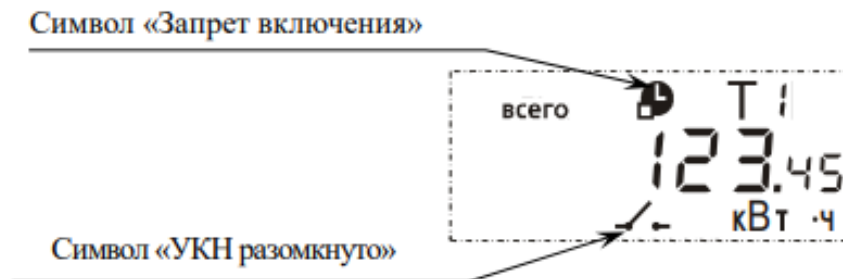 Символ «Запрет включения»
всего T1
123.45
кВт ·ч
Символ «УКН разомкнуто»